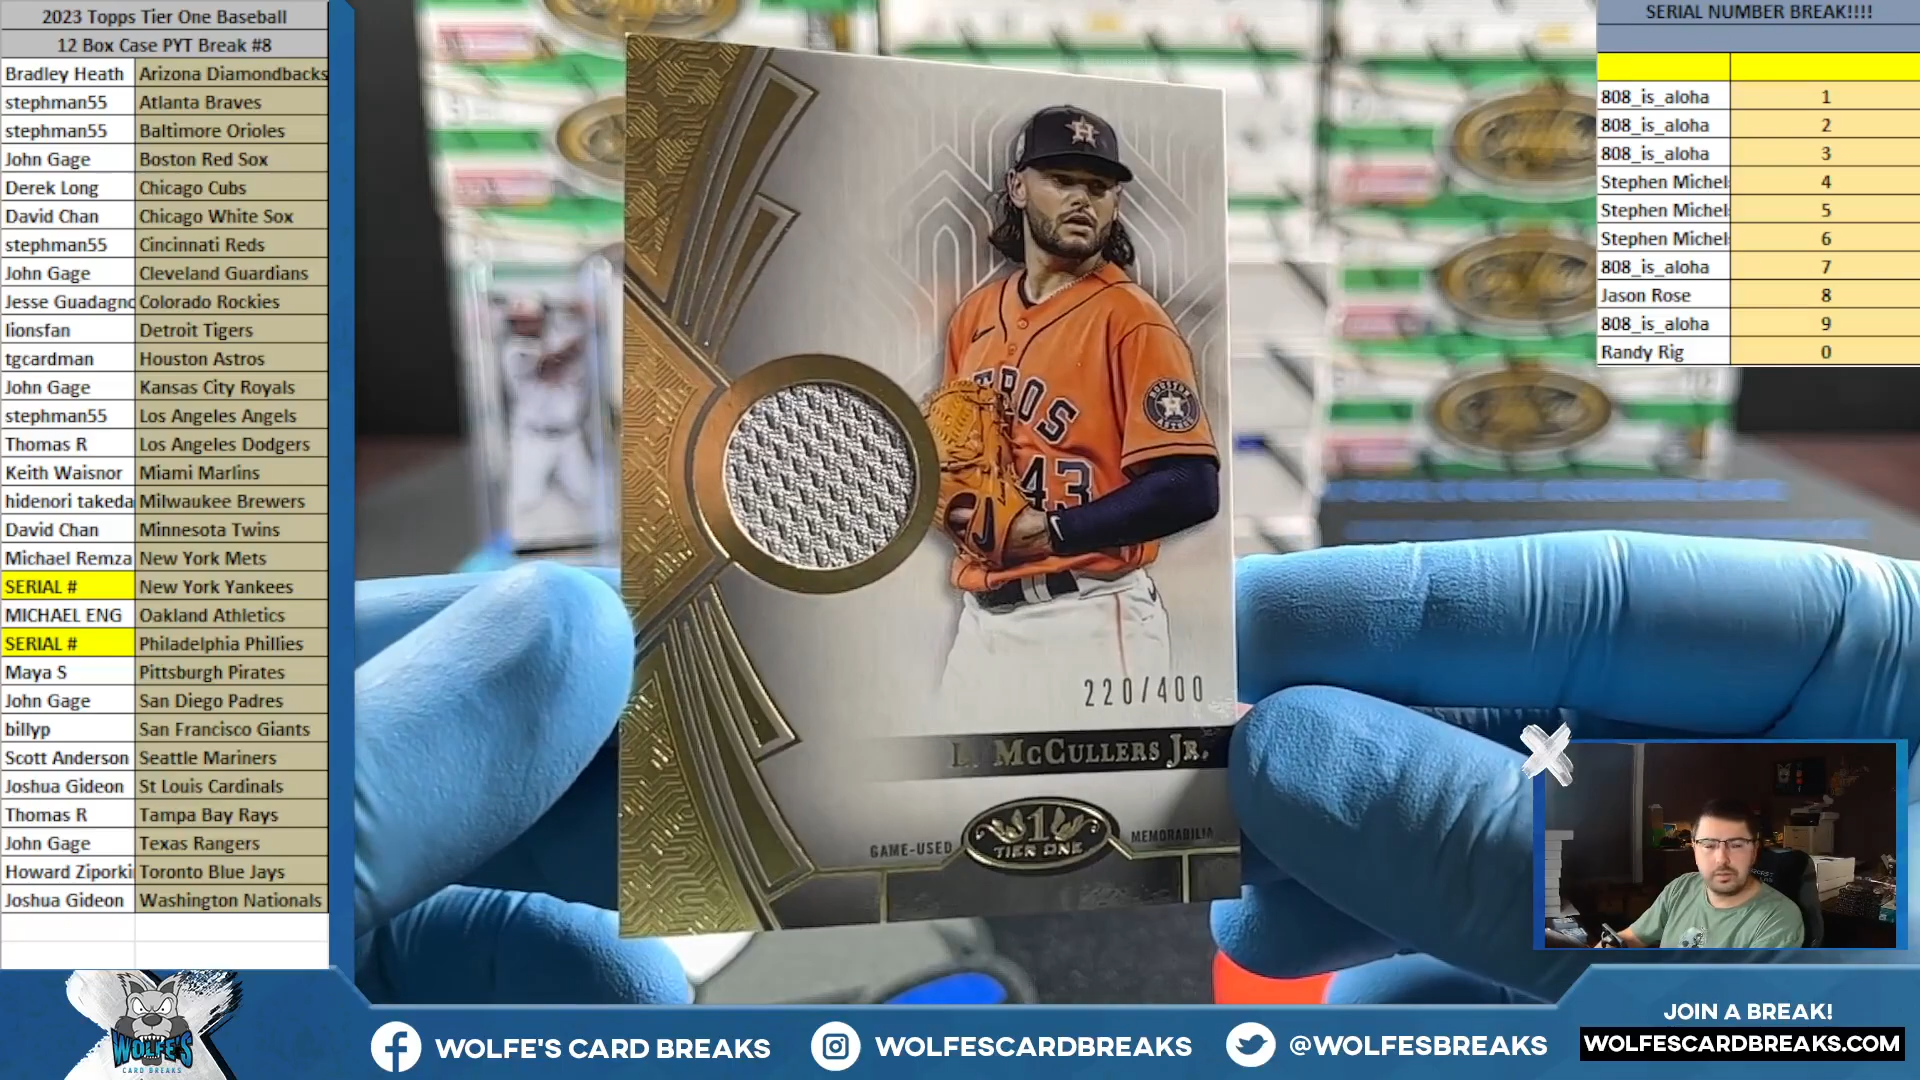 2023 Topps Tier One Baseball
12 Box Case PYT Break #8
Bradley Heath Arizona Diamondbacks
stephman55 Atlanta Braves
stephman55 Baltimore Orioles
John Gage Boston Red Sox
Derek Long Chicago Cubs
David Chan Chicago White Sox
stephman55 Cincinnati Reds
John Gage Cleveland Guardians
Jesse Guadagno Colorado Rockies
lionsfan Detroit Tigers
tgcardman Houston Astros
John Gage Kansas City Royals
stephman55 Los Angeles Angels
Thomas R Los Angeles Dodgers
Keith Waisnor Miami Marlins
hidenori takeda Milwaukee Brewers
David Chan Minnesota Twins
Michael Remza New York Mets
SERIAL # New York Yankees
MICHAEL ENG Oakland Athletics
SERIAL # Philadelphia Phillies
Maya S Pittsburgh Pirates
John Gage San Diego Padres
billyp San Francisco Giants
Scott Anderson Seattle Mariners
Joshua Gideon St Louis Cardinals
Thomas R Tampa Bay Rays
John Gage Texas Rangers
Howard Ziporki Toronto Blue Jays
Joshua Gideon Washington Nationals
SERIAL NUMBER BREAK!!!!
808_is_aloha 1
808_is_aloha 2
808_is_aloha 3
Stephen Michel 4
Stephen Michel 5
Stephen Michel 6
808_is_aloha 7
Jason Rose 8
808_is_aloha 9
Randy Rig 0
H
TROS
43
HOUSTON
H
ASTROS
220/400
L. McCULLERS JR.
GAME-USED
1
TIER ONE
MEMORABILIA
WOLFE'S
CARD BREAKS
WOLFE'S CARD BREAKS
WOLFESCARDBREAKS
@WOLFESBREAKS
JOIN A BREAK!
WOLFESCARDBREAKS.COM